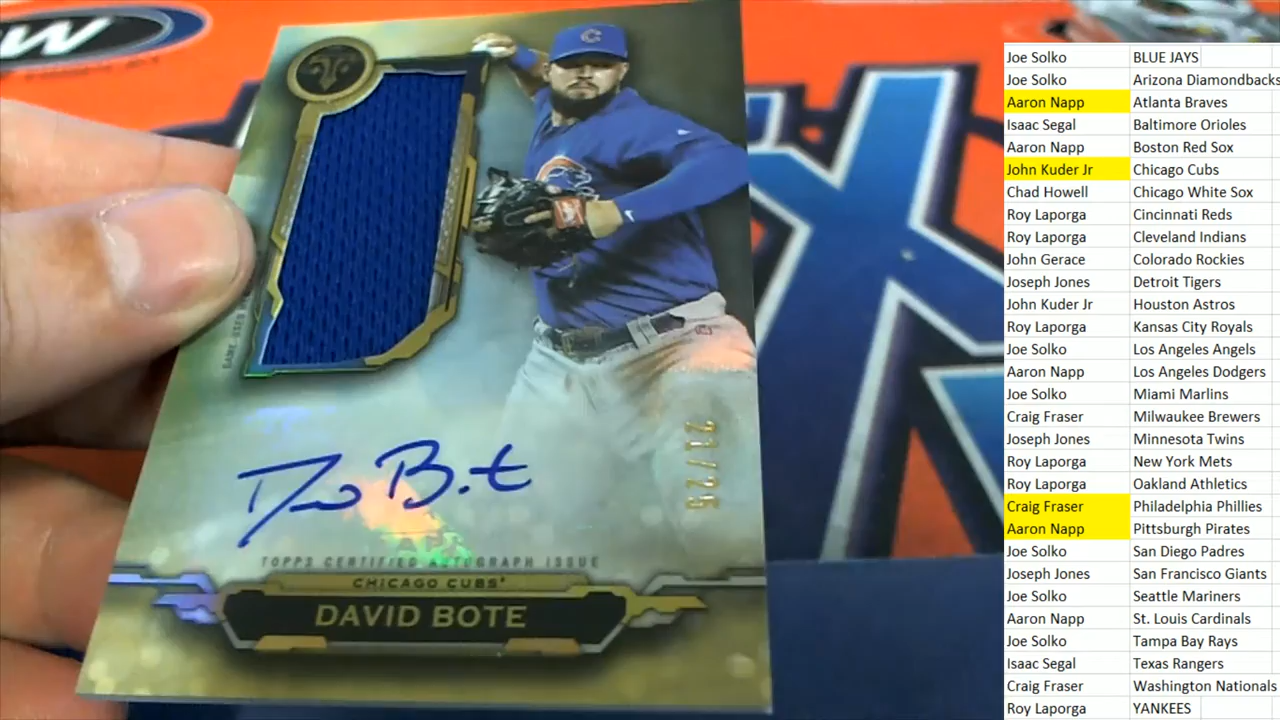 W
C
TOPPS CERTIFIED AUTOGRAPH ISSUE
CHICAGO CUBS
DAVID BOTE
21/25
Joe Solko BLUE JAYS
Joe Solko Arizona Diamondbacks
Aaron Napp Atlanta Braves
Isaac Segal Baltimore Orioles
Aaron Napp Boston Red Sox
John Kuder Jr Chicago Cubs
Chad Howell Chicago White Sox
Roy Laporga Cincinnati Reds
Roy Laporga Cleveland Indians
John Gerace Colorado Rockies
Joseph Jones Detroit Tigers
John Kuder Jr Houston Astros
Roy Laporga Kansas City Royals
Joe Solko Los Angeles Angels
Aaron Napp Los Angeles Dodgers
Joe Solko Miami Marlins
Craig Fraser Milwaukee Brewers
Joseph Jones Minnesota Twins
Roy Laporga New York Mets
Roy Laporga Oakland Athletics
Craig Fraser Philadelphia Phillies
Aaron Napp Pittsburgh Pirates
Joe Solko San Diego Padres
Joseph Jones San Francisco Giants
Joe Solko Seattle Mariners
Aaron Napp St. Louis Cardinals
Joe Solko Tampa Bay Rays
Isaac Segal Texas Rangers
Craig Fraser Washington Nationals
Roy Laporga YANKEES